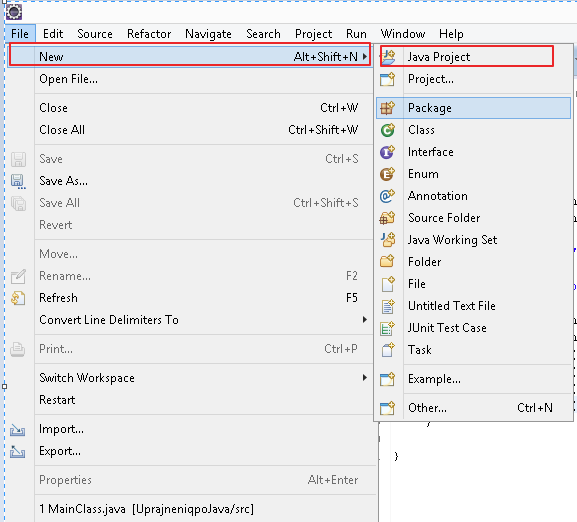 File Edit Source Refactor Navigate Search Project Run Window Help
New Alt+Shift+N
Open File...
Close Ctrl+W
Close All Ctrl+Shift+W
Save Ctrl+S
Save As...
Save All Ctrl+Shift+S
Revert
Move...
Rename... F2
Refresh F5
Convert Line Delimiters To
Print... Ctrl+P
Switch Workspace
Restart
Import...
Export...
Properties Alt+Enter
1 MainClass.java [UprajneniqpoJava/src]
Java Project
Project...
Package
Class
Interface
Enum
Annotation
Source Folder
Java Working Set
Folder
File
Untitled Text File
JUnit Test Case
Task
Example...
Other... Ctrl+N
}
}